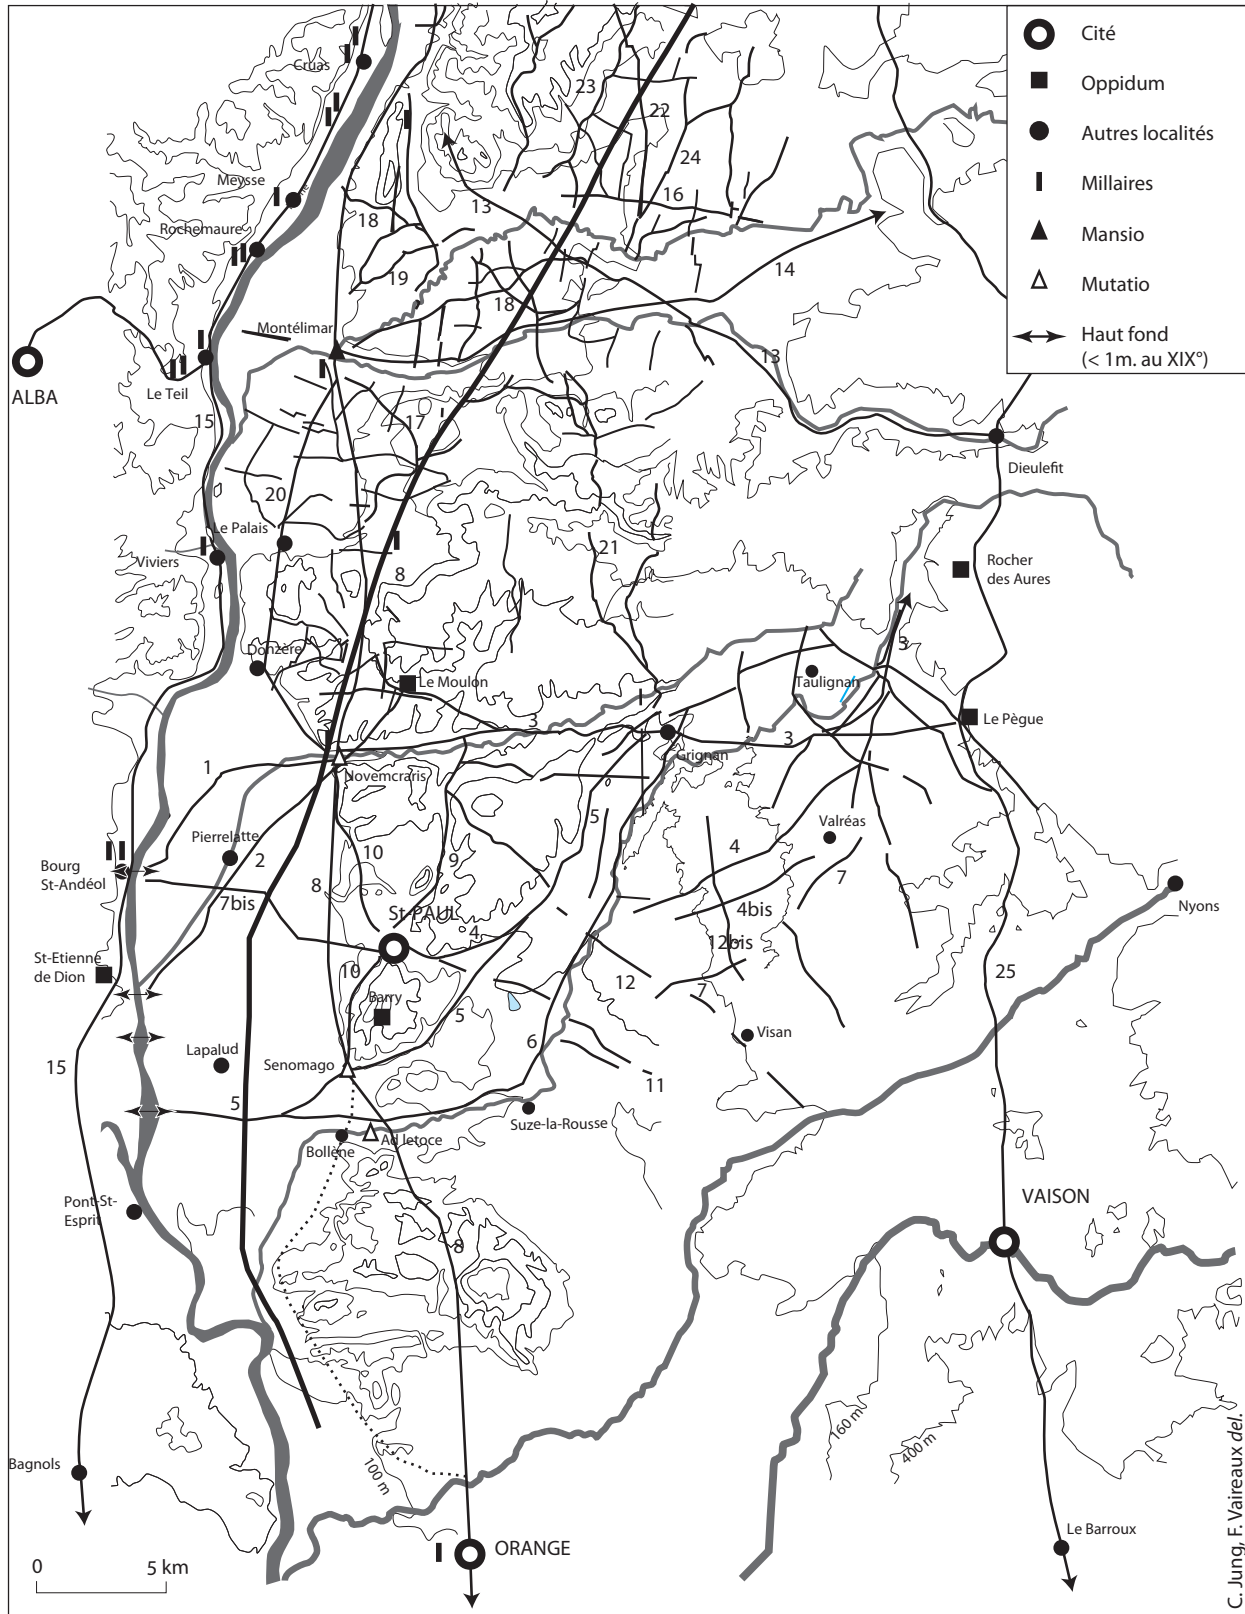 Cité
Oppidum
Autres localités
Millaires
Mansio
Mutatio
Haut fond
(< 1m. au XIX°)
Cruas
23
22
24
Meysse
16
13
18
Rochemaure
19
14
18
Montélimar
13
ALBA
Le Teil
15
17
Dieulefit
20
Le Palais
21
Viviers
8
Rocher
des Aures
3
Donzère
Taulignan
Le Moulon
3
Le Pègue
3
Grignan
1
Novemcraris
5
Pierrelatte
2
10
9
4
Valréas
Bourg
St-Andéol
8
7
7bis
4bis
Nyons
St-PAUL
4
12bis
St-Etienne
de Dion
10
12
25
7
Barry
5
Visan
Lapalud
Senomago
6
15
11
5
Suze-la-Rousse
Ad letoce
Bollène
Pont-St-
Esprit
VAISON
8
160 m
400 m
100 m
Bagnols
Le Barroux
ORANGE
0
5 km
C. Jung, F. Vaireaux del.